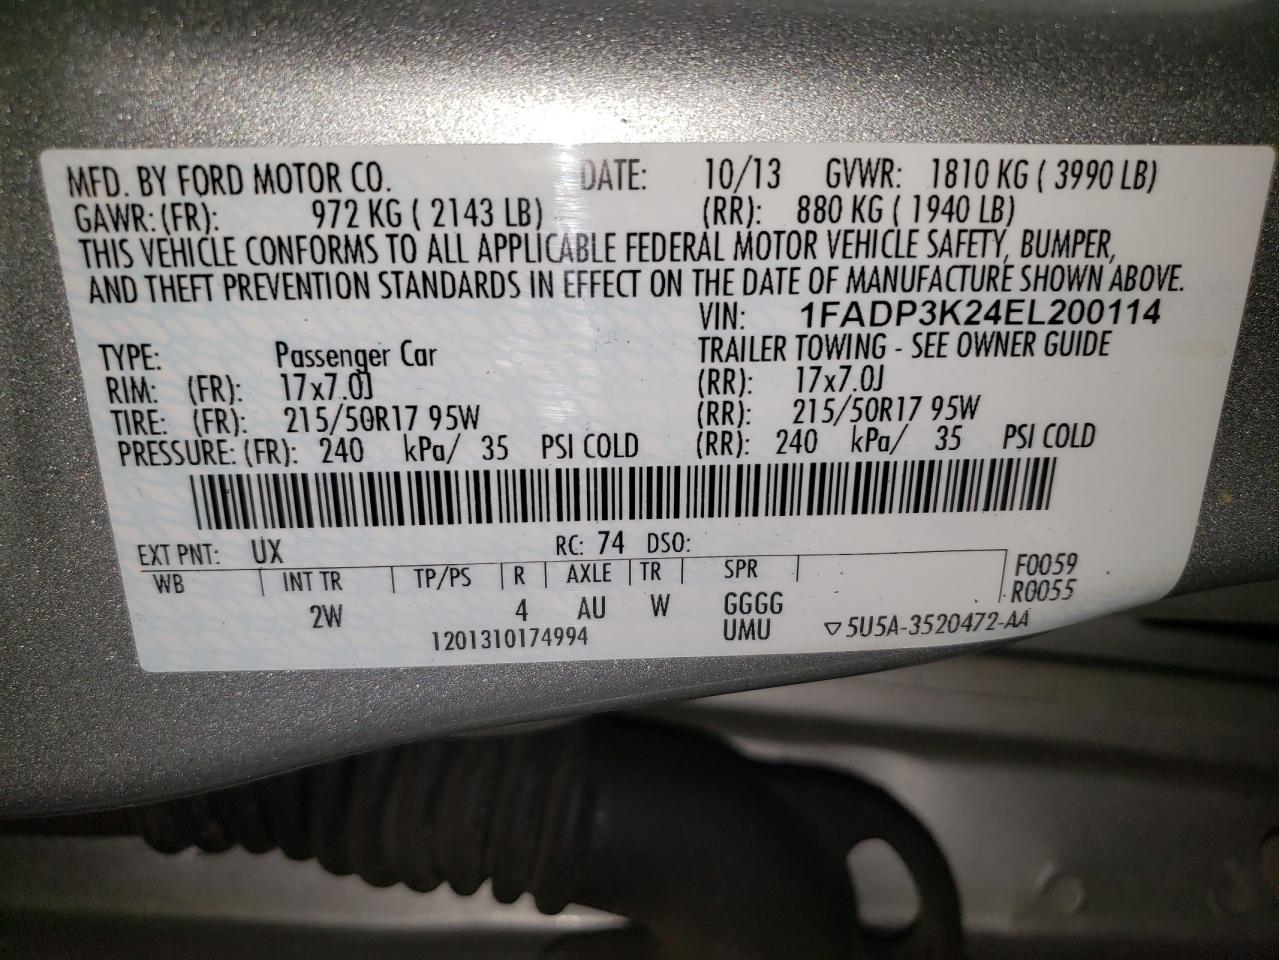 MFD. BY FORD MOTOR CO. DATE: 10/13 GVWR: 1810 KG ( 3990 LB)
GAWR: (FR): 972 KG ( 2143 LB) (RR): 880 KG ( 1940 LB)
THIS VEHICLE CONFORMS TO ALL APPLICABLE FEDERAL MOTOR VEHICLE SAFETY, BUMPER,
AND THEFT PREVENTION STANDARDS IN EFFECT ON THE DATE OF MANUFACTURE SHOWN ABOVE.
VIN: 1FADP3K24EL200114
TYPE: Passenger Car TRAILER TOWING - SEE OWNER GUIDE
RIM: (FR): 17x7.0J (RR): 17x7.0J
TIRE: (FR): 215/50R17 95W (RR): 215/50R17 95W
PRESSURE: (FR): 240 kPa/ 35 PSI COLD (RR): 240 kPa/ 35 PSI COLD
EXT PNT: UX RC: 74 DSO:
WB INT TR TP/PS R AXLE TR SPR F0059
R0055
2W 4 AU W GGGG
1201310174994 UMU ▽5U5A-3520472-AA